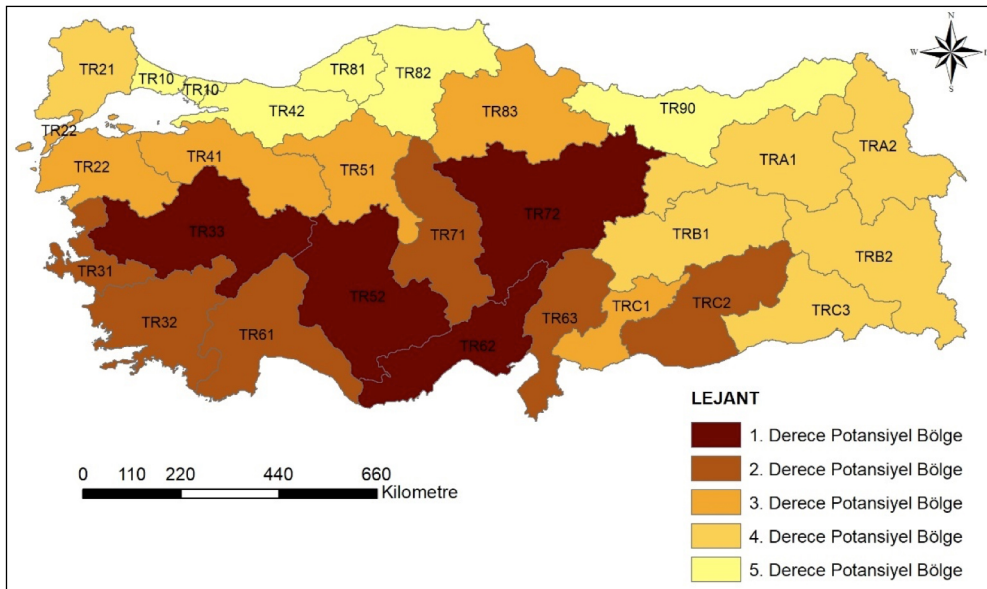 N
W
E
S
TR21
TR10
TR10
TR81
TR82
TR42
TR83
TR90
TR22
TR22
TR41
TR51
TRA1
TRA2
TR72
TR33
TR71
TRB1
TRB2
TR31
TR52
TRC1
TRC2
TRC3
TR32
TR61
TR63
TR62
LEJANT
1. Derece Potansiyel Bölge
2. Derece Potansiyel Bölge
3. Derece Potansiyel Bölge
4. Derece Potansiyel Bölge
5. Derece Potansiyel Bölge
0 110 220 440 660
Kilometre